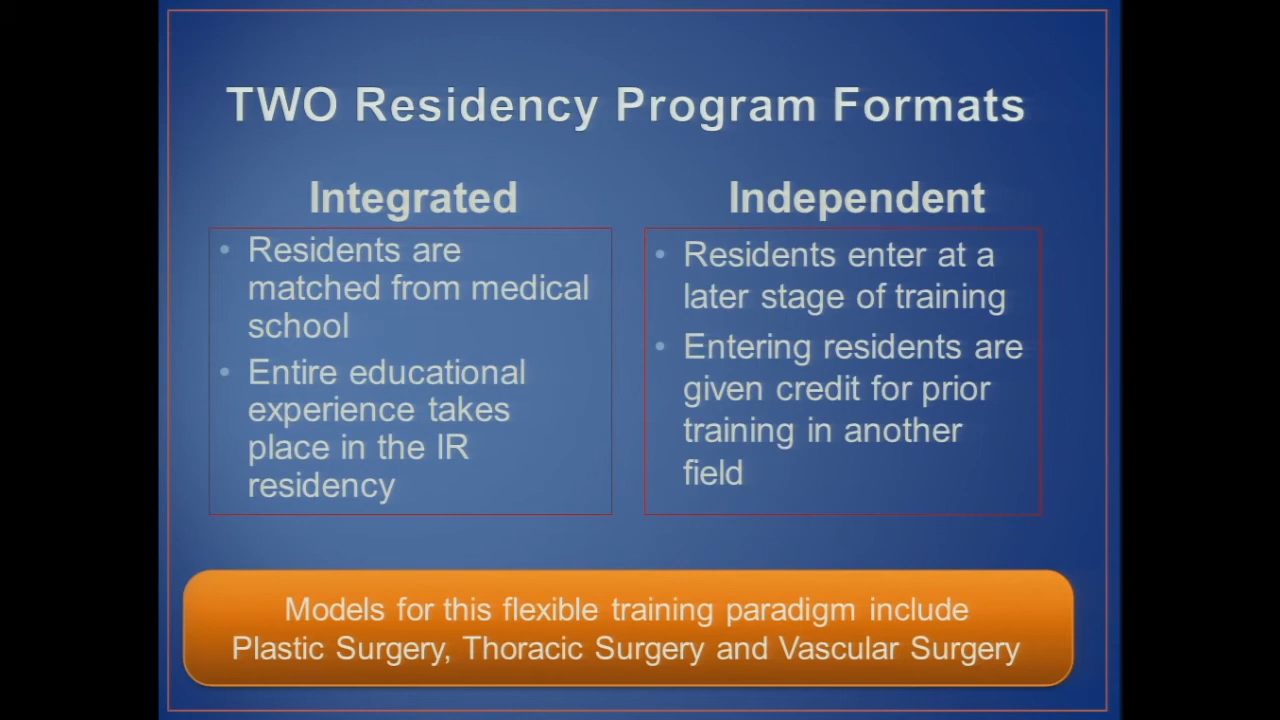 TWO Residency Program Formats
Integrated
• Residents are
matched from medical
school
• Entire educational
experience takes
place in the IR
residency
Independent
• Residents enter at a
later stage of training
• Entering residents are
given credit for prior
training in another
field
Models for this flexible training paradigm include
Plastic Surgery, Thoracic Surgery and Vascular Surgery